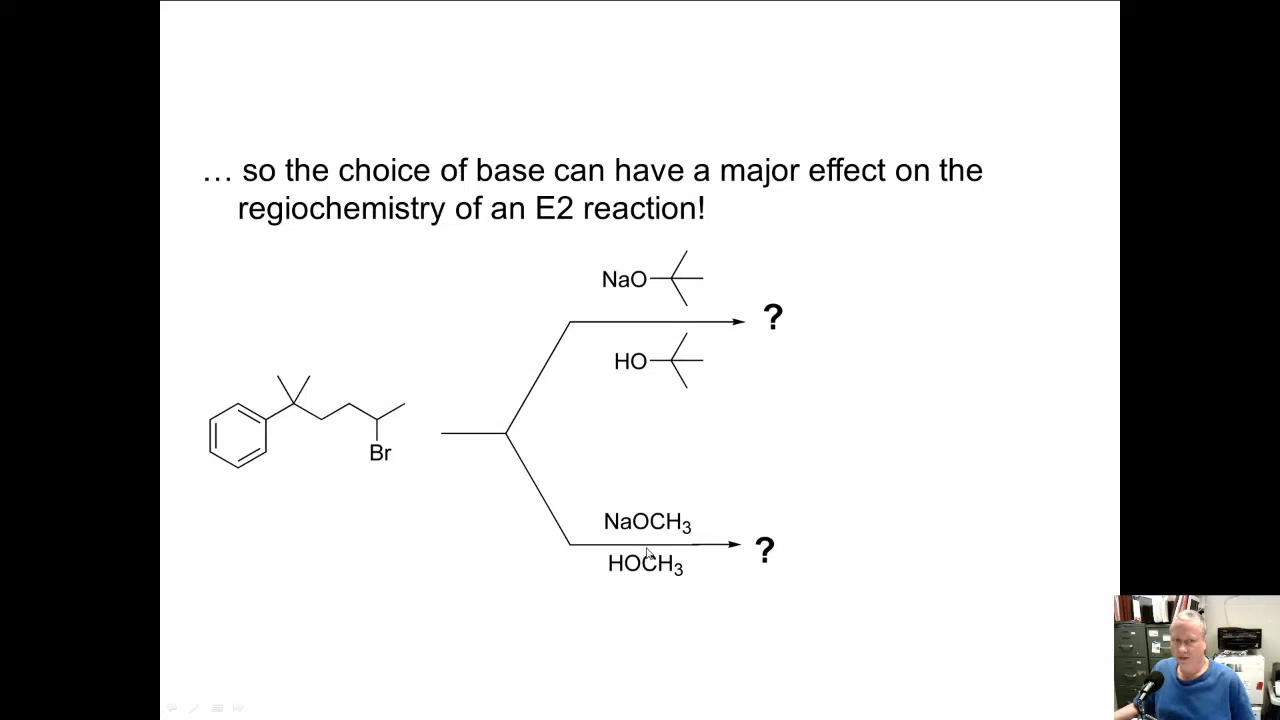 … so the choice of base can have a major effect on the
regiochemistry of an E2 reaction!
NaO
?
HO
Br
NaOCH3
?
HOCH3